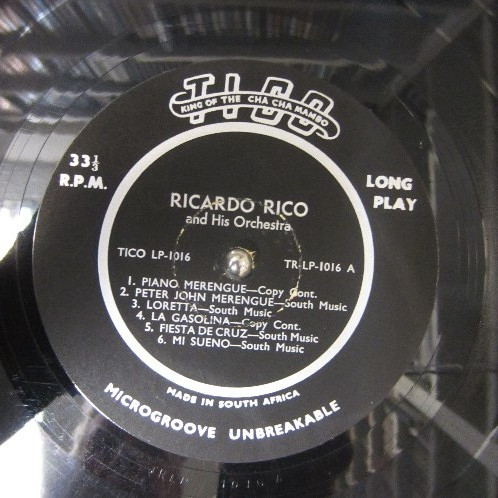 TICO
KING OF THE CHA CHA MAMBO
33⅓
R.P.M.
LONG
PLAY
RICARDO RICO
and His Orchestra
TICO LP-1016
TR-LP-1016 A
1. PIANO MERENGUE—Copy Cont.
2. PETER JOHN MERENGUE—South Music
3. LORETTA—South Music
4. LA GASOLINA—Copy Cont.
5. FIESTA DE CRUZ—South Music
6. MI SUENO—South Music
MADE IN SOUTH AFRICA
MICROGROOVE UNBREAKABLE